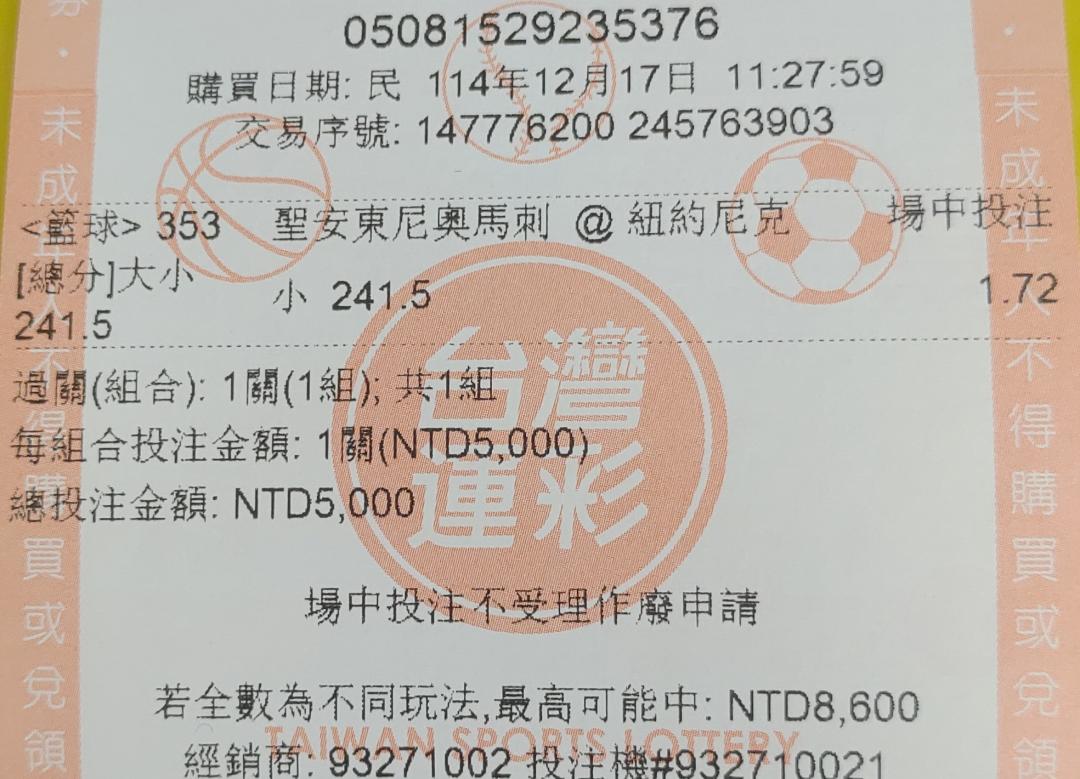 05081529235376
購買日期: 民 114年12月17日 11:27:59
交易序號: 147776200 245763903
<籃球> 353 聖安東尼奧馬刺 @ 紐約尼克 場中投注
[總分]大小 小 241.5 1.72
241.5
過關(組合): 1關(1組); 共1組
每組合投注金額: 1關(NTD5,000)
總投注金額: NTD5,000
場中投注不受理作廢申請
若全數為不同玩法,最高可能中: NTD8,600
經銷商: 93271002 投注機#932710021
台灣
運彩
TAIWAN SPORTS LOTTERY
券．未成年人不得購買或兌領
．未成年人不得購買或兌領